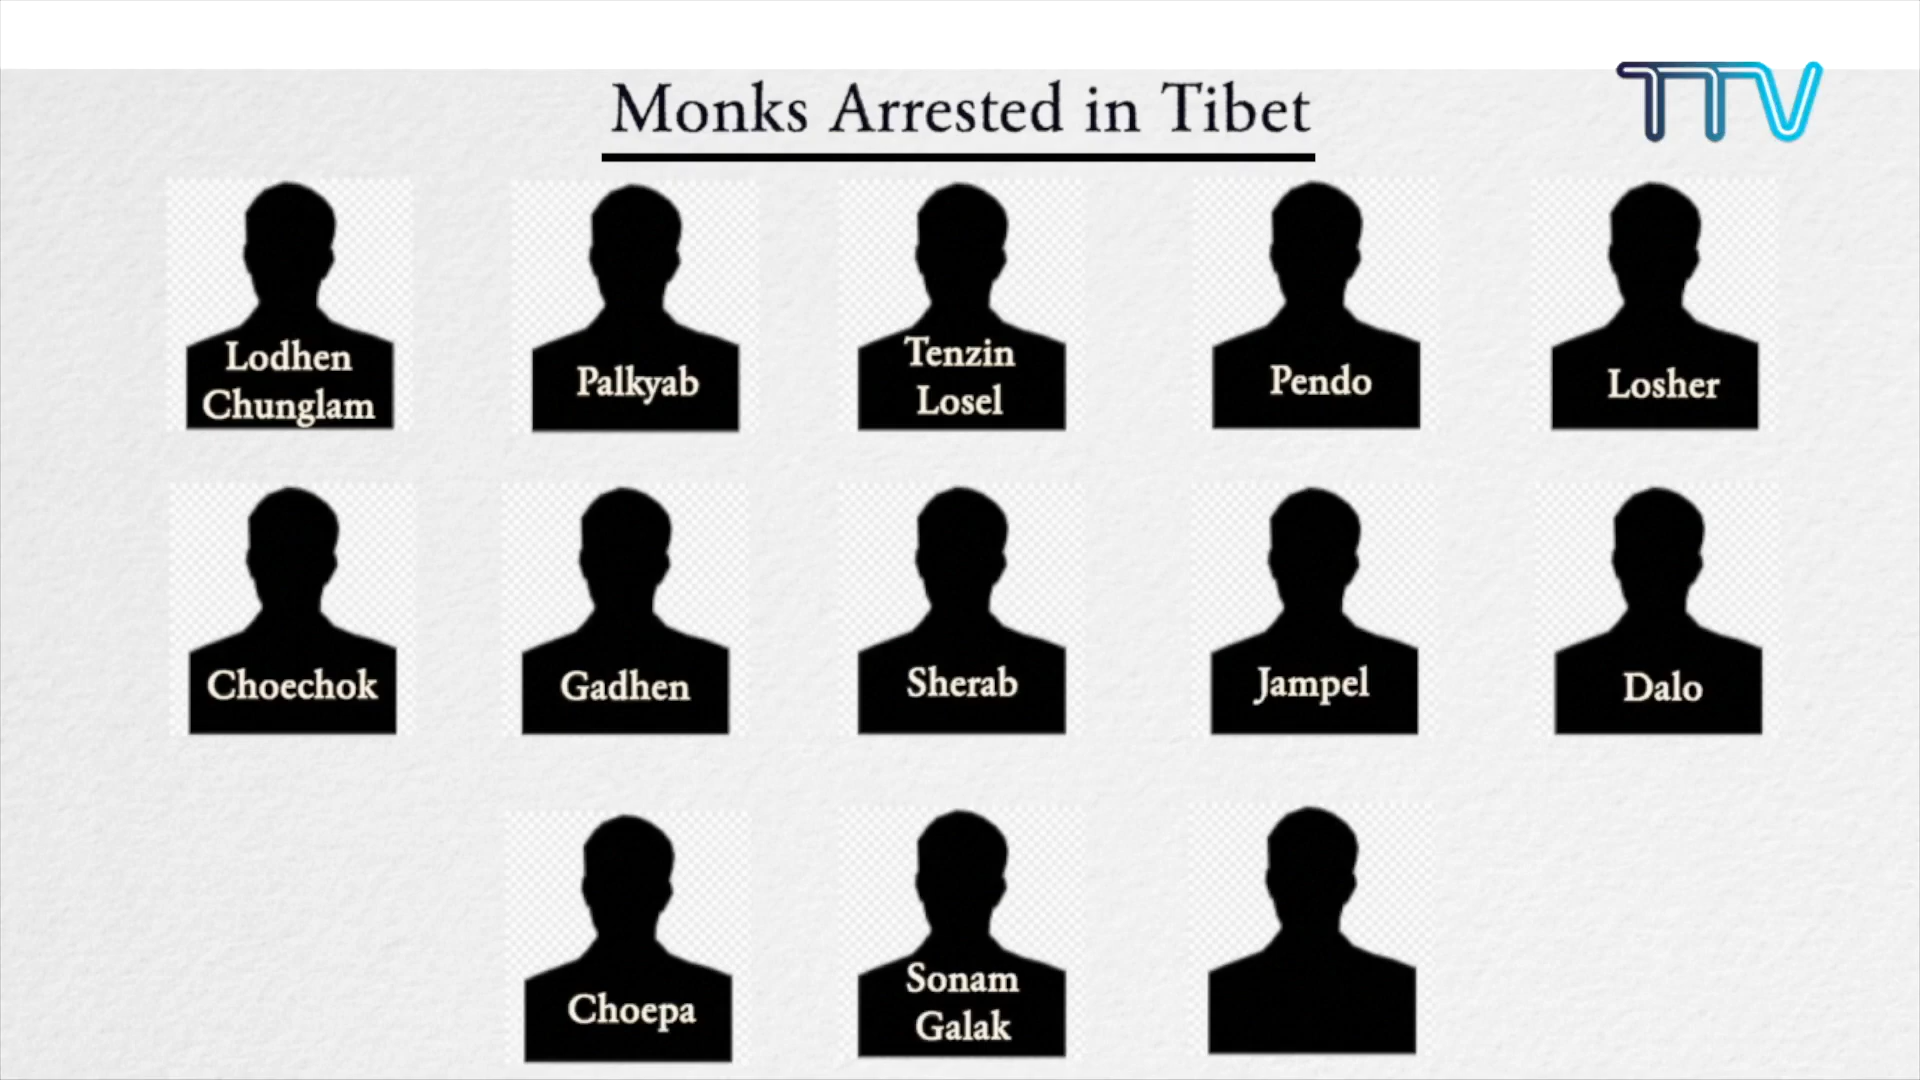 TTV
Monks Arrested in Tibet
Lodhen
Chunglam
Palkyab
Tenzin
Losel
Pendo
Losher
Choechok
Gadhen
Sherab
Jampel
Dalo
Choepa
Sonam
Galak